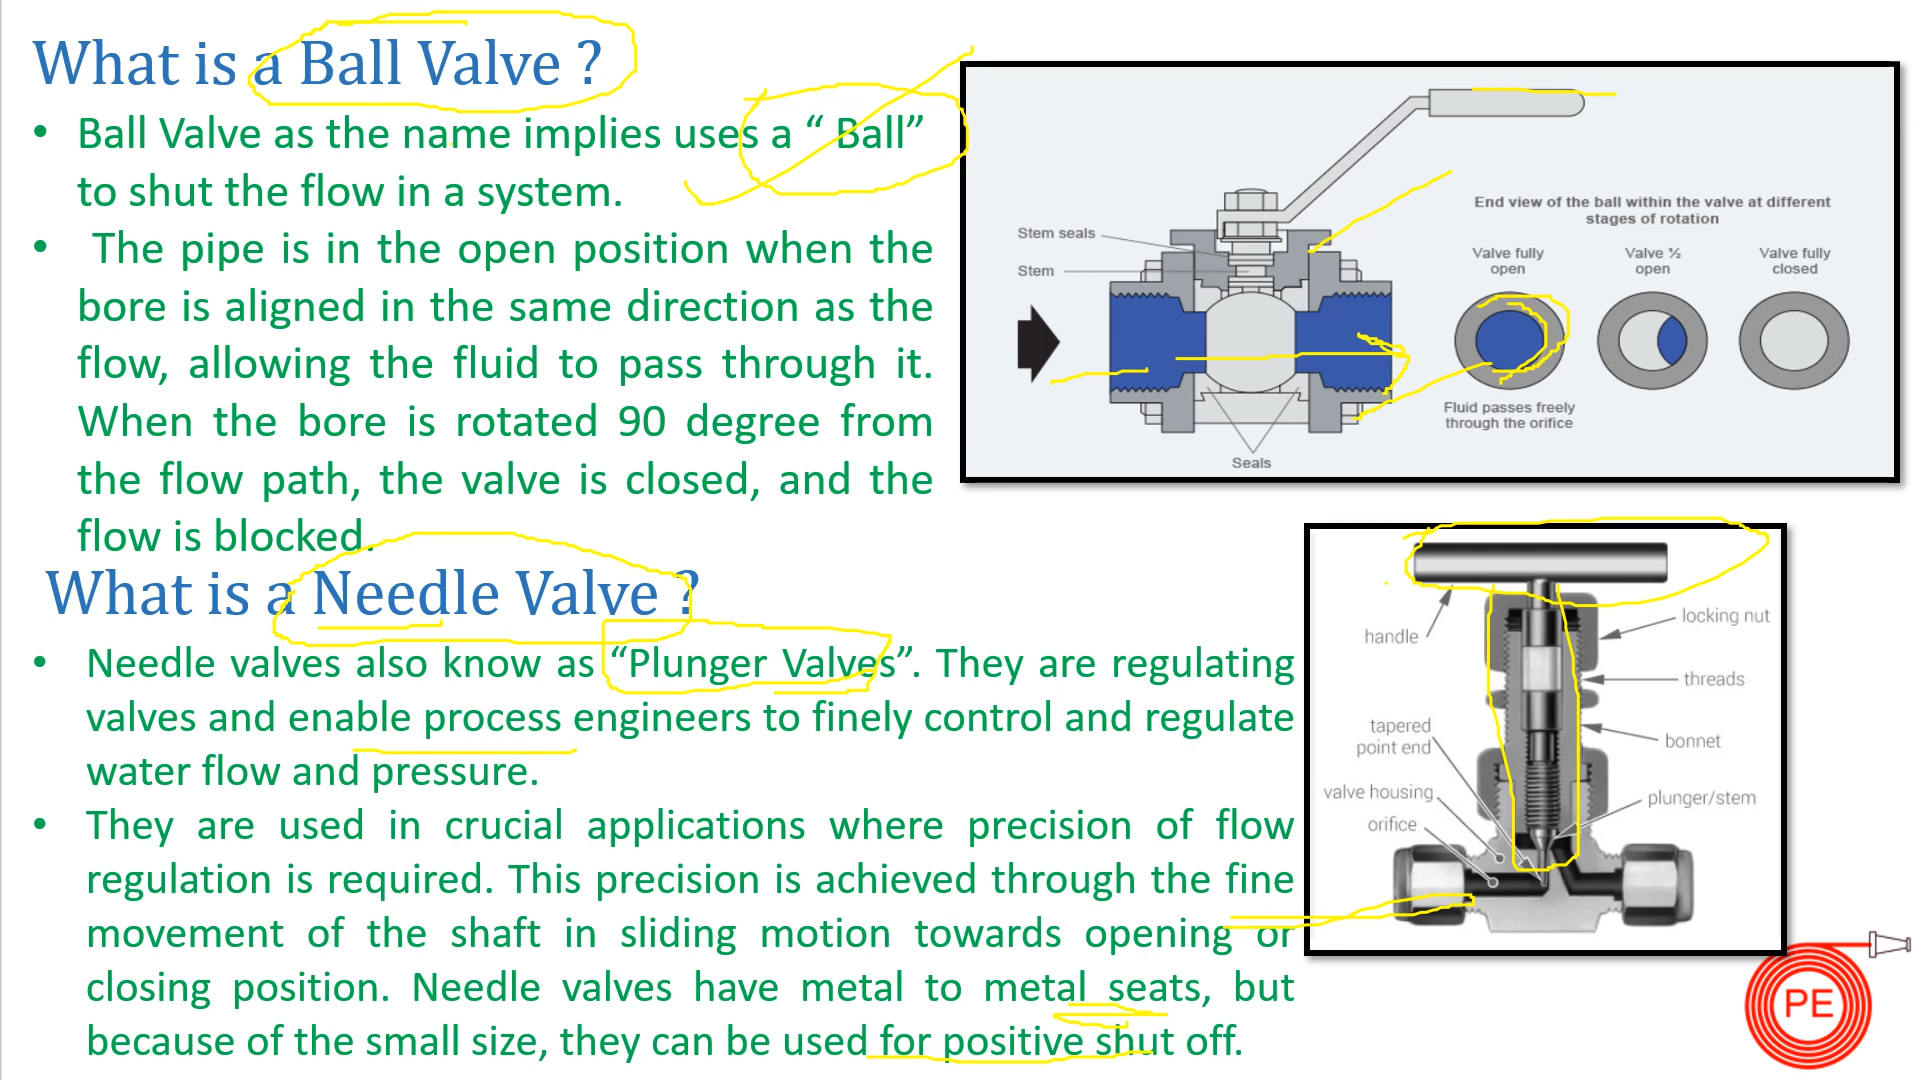 What is a Ball Valve ?
• Ball Valve as the name implies uses a “ Ball”
to shut the flow in a system.
• The pipe is in the open position when the
bore is aligned in the same direction as the
flow, allowing the fluid to pass through it.
When the bore is rotated 90 degree from
the flow path, the valve is closed, and the
flow is blocked.
Stem seals
Stem
Seals
End view of the ball within the valve at different
stages of rotation
Valve fully
open
Valve ½
open
Valve fully
closed
Fluid passes freely
through the orifice
What is a Needle Valve ?
• Needle valves also know as “Plunger Valves”. They are regulating
valves and enable process engineers to finely control and regulate
water flow and pressure.
• They are used in crucial applications where precision of flow
regulation is required. This precision is achieved through the fine
movement of the shaft in sliding motion towards opening or
closing position. Needle valves have metal to metal seats, but
because of the small size, they can be used for positive shut off.
handle
locking nut
threads
tapered
point end
bonnet
valve housing
plunger/stem
orifice
PE